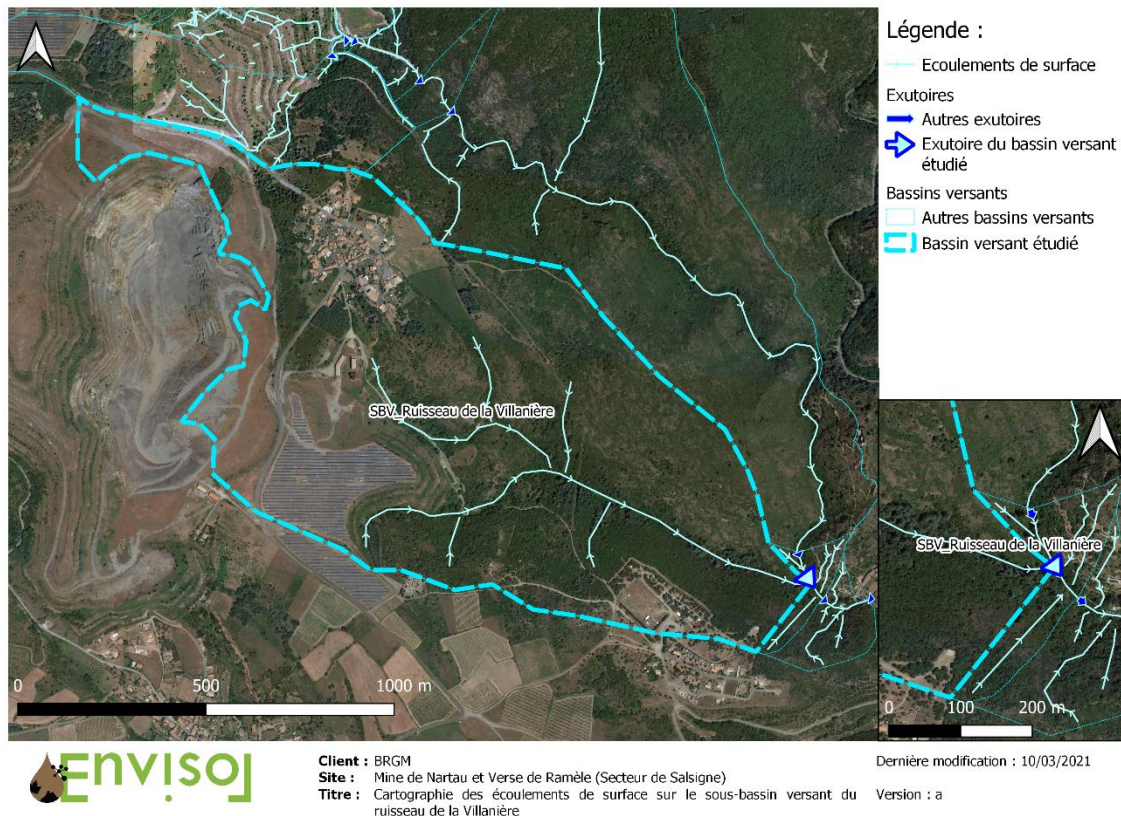 Légende :
Ecoulements de surface
Exutoires
Autres exutoires
Exutoire du bassin versant
étudié
Bassins versants
Autres bassins versants
Bassin versant étudié
SBV_Ruisseau de la Villanière
0 500 1000 m
SBV_Ruisseau de la Villanière
0 100 200 m
Envisol
Client : BRGM
Site : Mine de Nartau et Verse de Ramèle (Secteur de Salsigne)
Titre : Cartographie des écoulements de surface sur le sous-bassin versant du
ruisseau de la Villanière
Dernière modification : 10/03/2021
Version : a